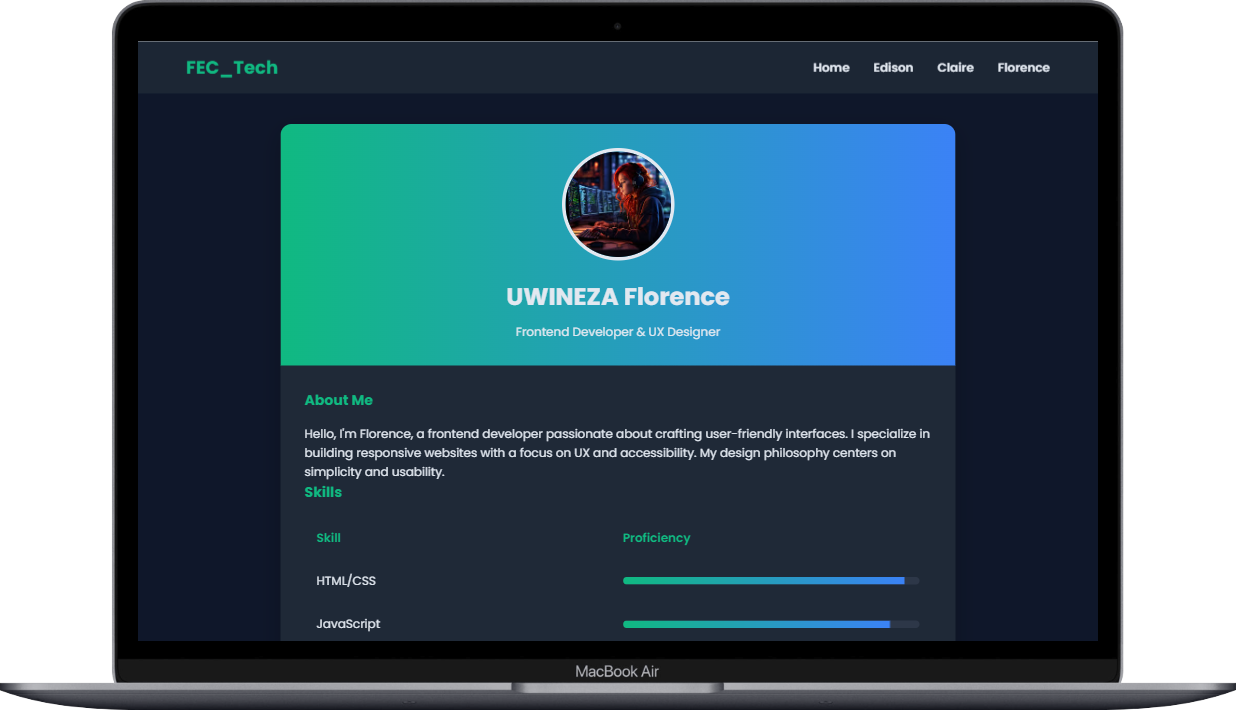 FEC_Tech
Home Edison Claire Florence
UWINEZA Florence
Frontend Developer & UX Designer
About Me
Hello, I'm Florence, a frontend developer passionate about crafting user-friendly interfaces. I specialize in
building responsive websites with a focus on UX and accessibility. My design philosophy centers on
simplicity and usability.
Skills
Skill Proficiency
HTML/CSS
JavaScript
MacBook Air